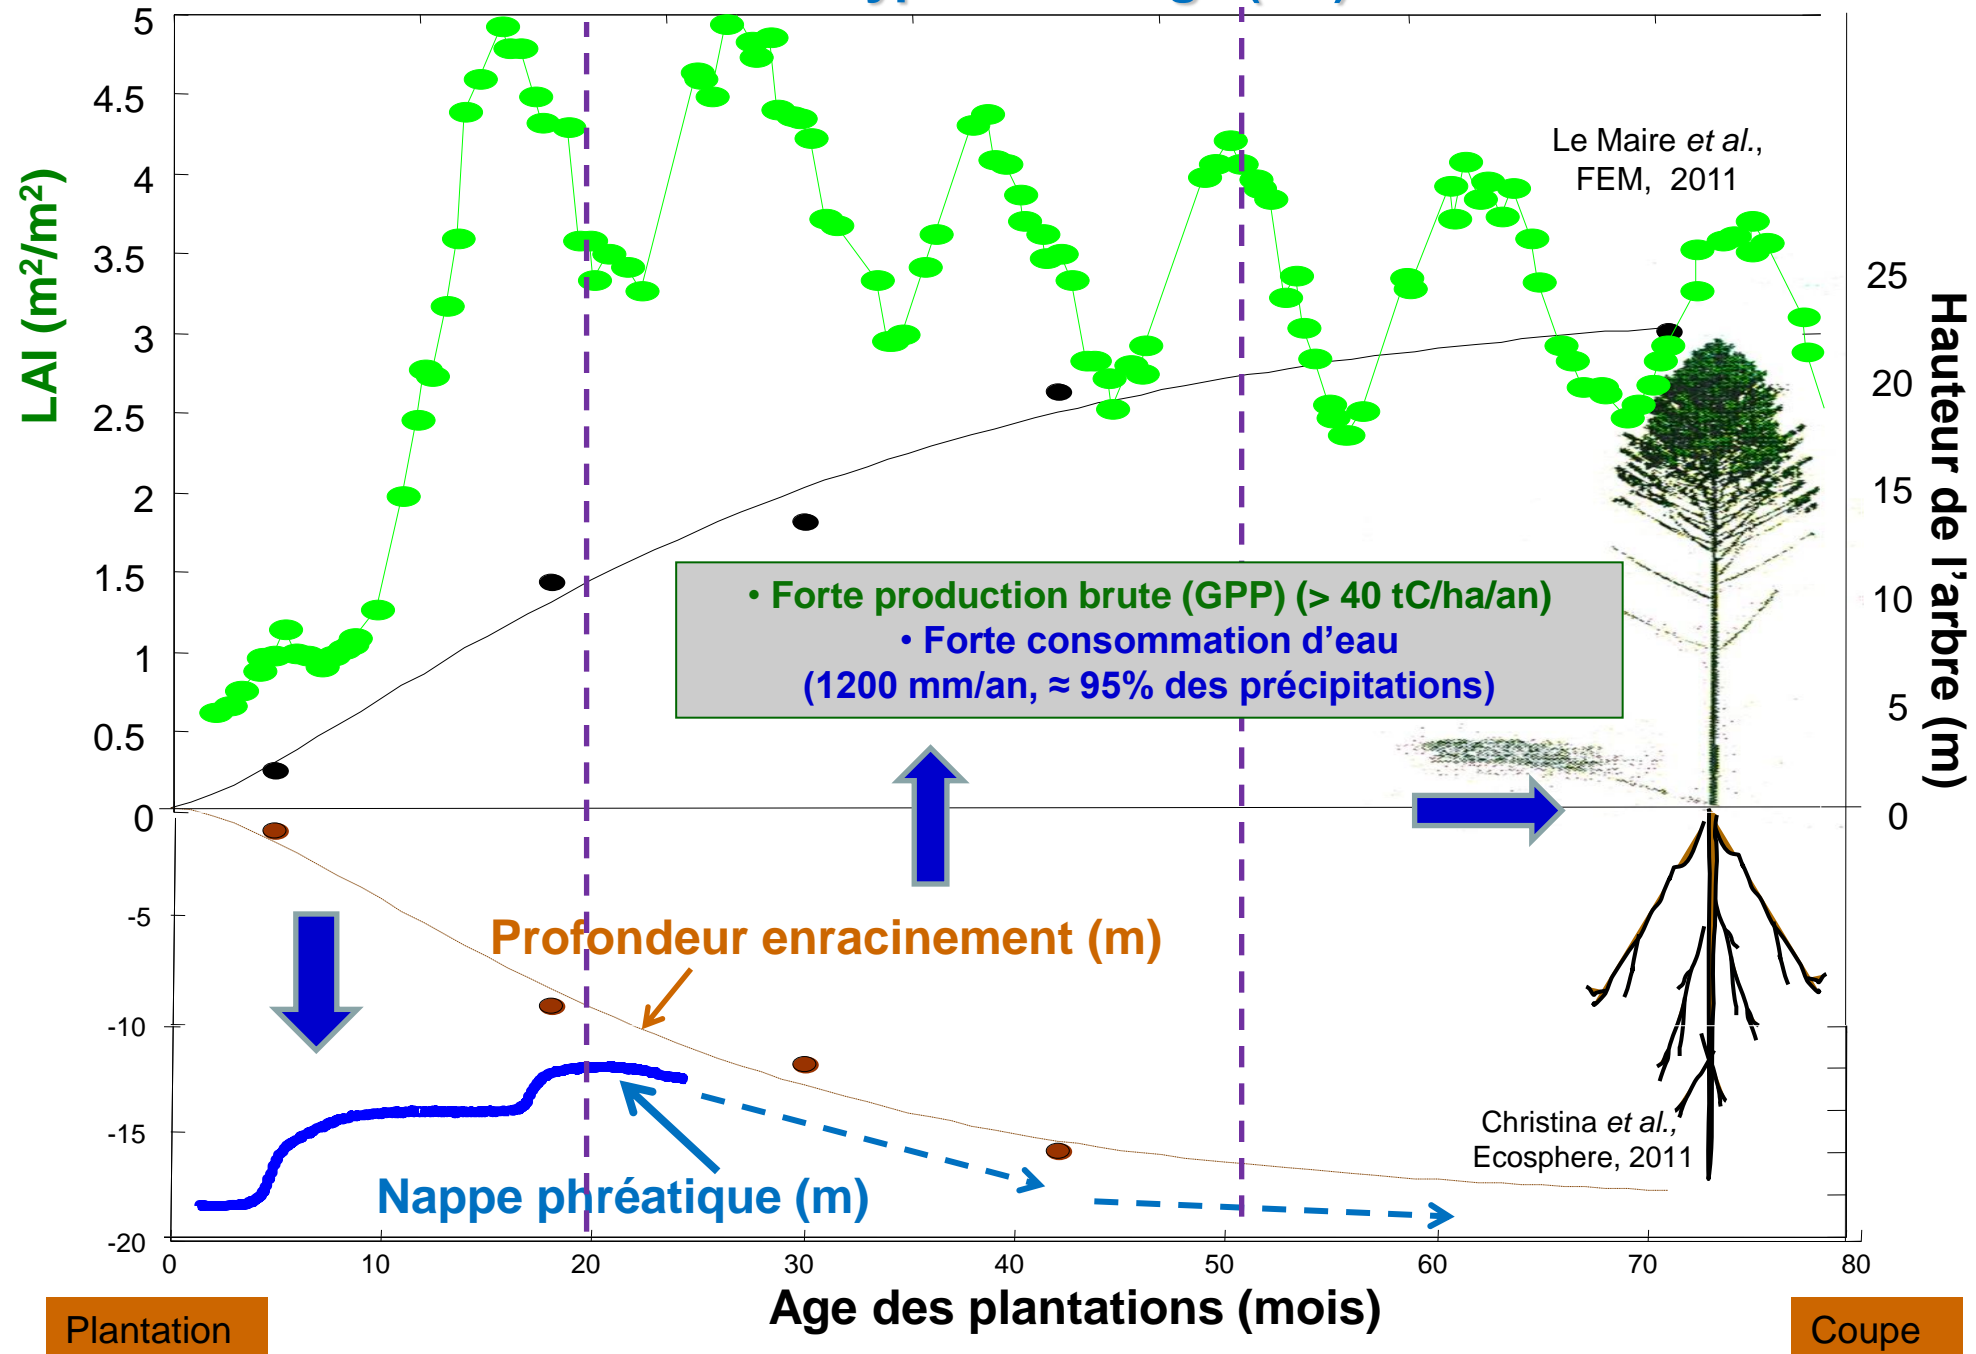 5
4.5
4
3.5
3
2.5
2
1.5
1
0.5
0
LAI (m²/m²)
Le Maire et al.,
FEM, 2011
25
20
15
10
5
0
Hauteur de l'arbre (m)
• Forte production brute (GPP) (> 40 tC/ha/an)
• Forte consommation d'eau
(1200 mm/an, ≈ 95% des précipitations)
-5
-10
-15
-20
Profondeur enracinement (m)
Nappe phréatique (m)
Christina et al.,
Ecosphere, 2011
0 10 20 30 40 50 60 70 80
Age des plantations (mois)
Plantation
Coupe